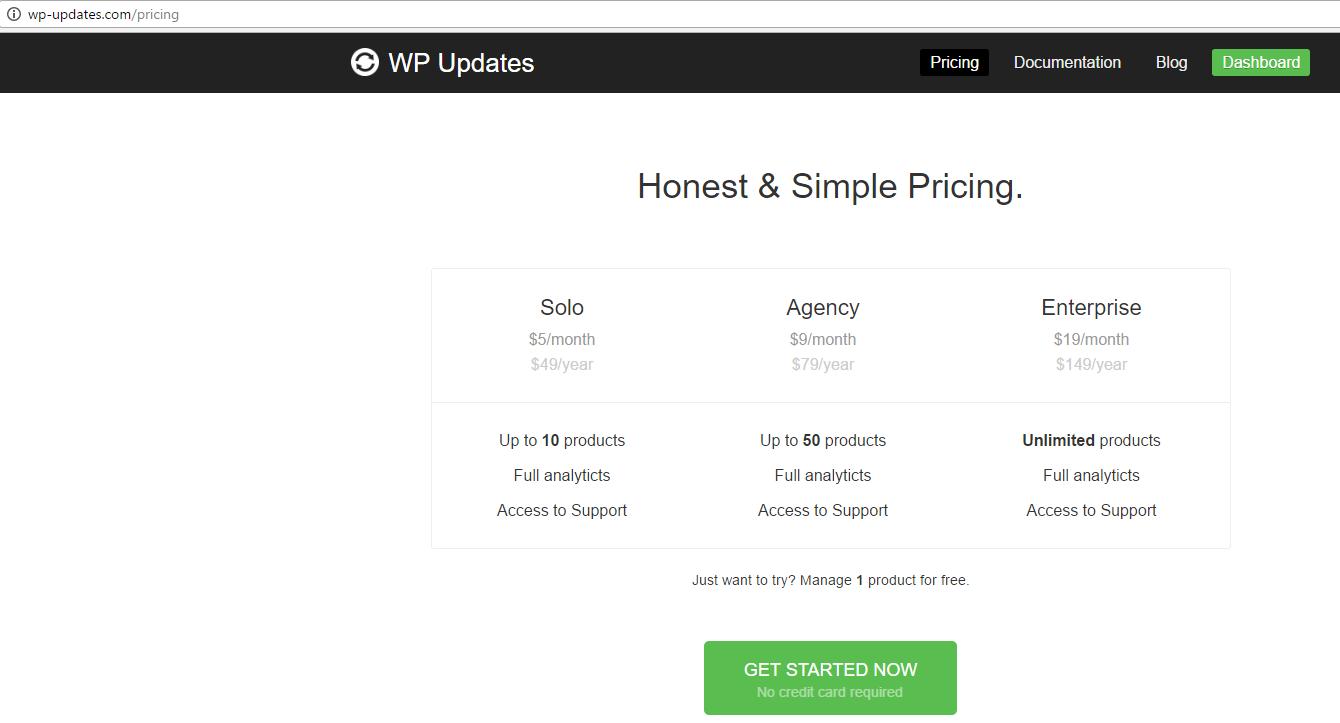 wp-updates.com/pricing
WP Updates
Pricing Documentation Blog Dashboard
Honest & Simple Pricing.
Solo Agency Enterprise
$5/month $9/month $19/month
$49/year $79/year $149/year
Up to 10 products Up to 50 products Unlimited products
Full analyticts Full analyticts Full analyticts
Access to Support Access to Support Access to Support
Just want to try? Manage 1 product for free.
GET STARTED NOW
No credit card required